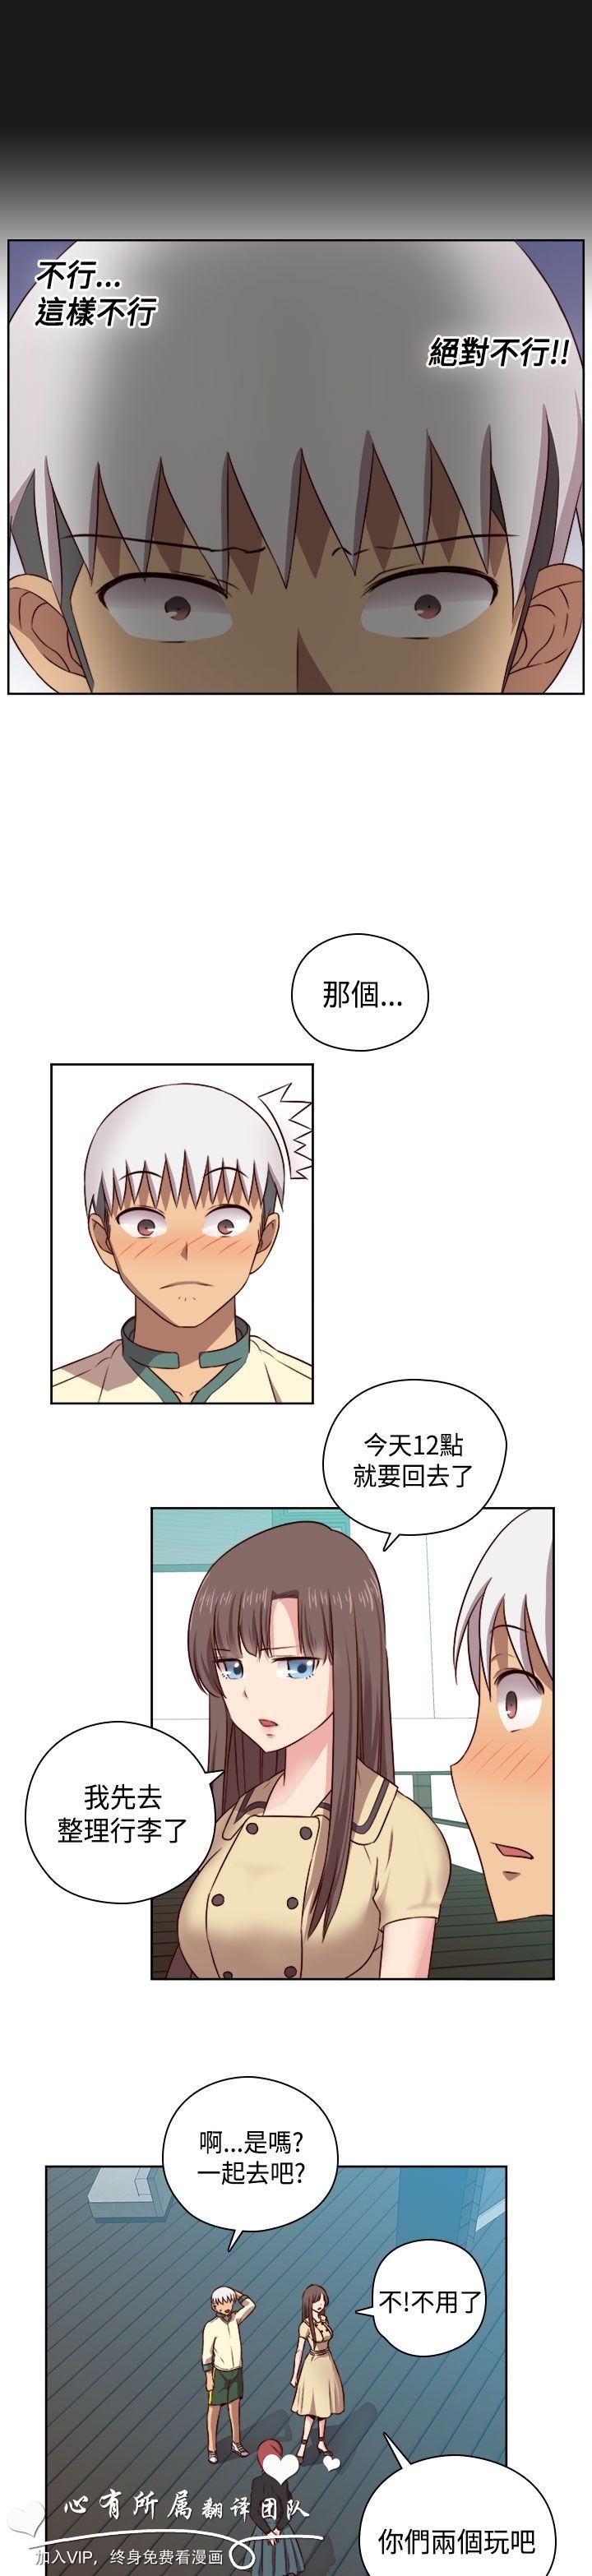 不行...
這樣不行
絕對不行!!
那個...
今天12點
就要回去了
我先去
整理行李了
啊...是嗎?
一起去吧?
不!不用了
你們兩個玩吧
心有所属翻译团队
加入VIP，终身免费看漫画